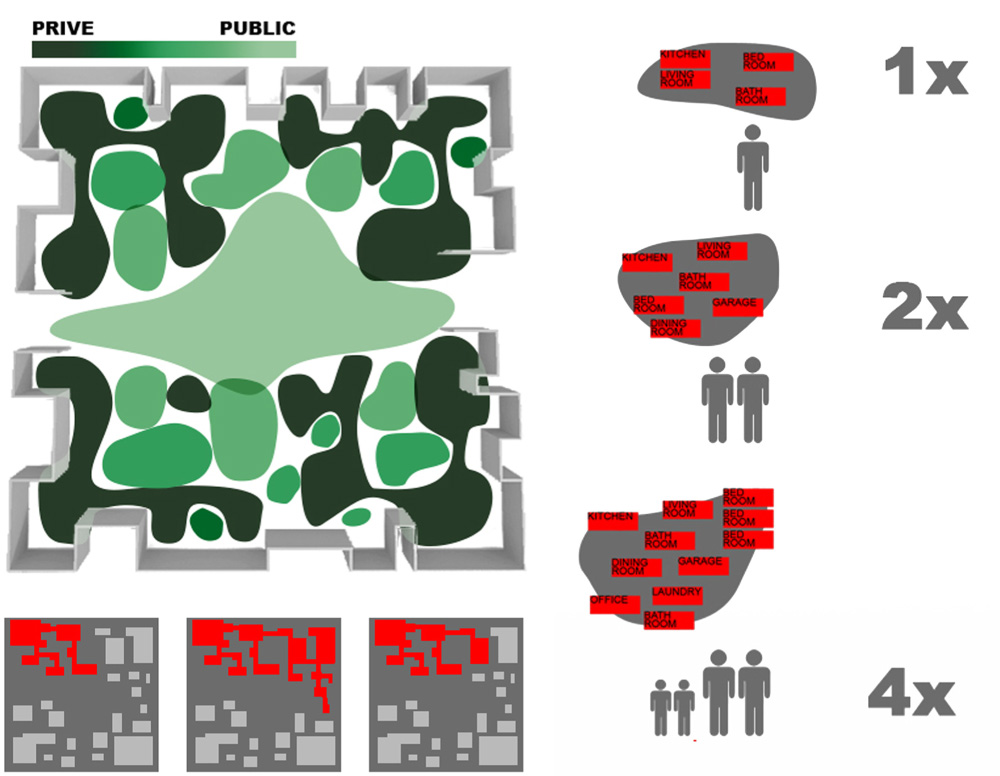 PRIVE PUBLIC
KITCHEN
LIVING
ROOM
BED
ROOM
BATH
ROOM
1x
KITCHEN
LIVING
ROOM
BATH
ROOM
BED
ROOM
GARAGE
DINING
ROOM
2x
KITCHEN
LIVING
ROOM
BED
ROOM
BED
ROOM
BED
ROOM
BATH
ROOM
DINING
ROOM
GARAGE
OFFICE
LAUNDRY
BATH
ROOM
4x